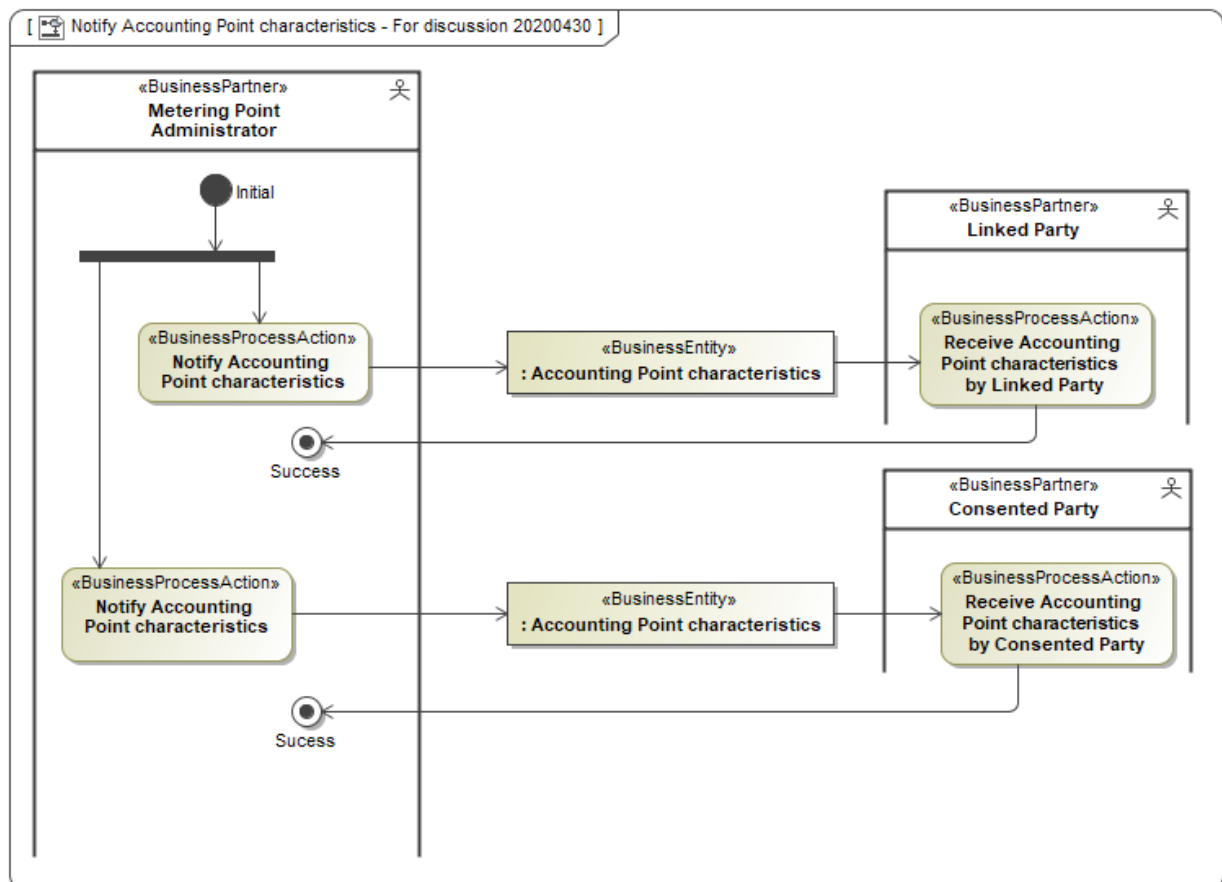 [ Notify Accounting Point characteristics - For discussion 20200430 ]
«BusinessPartner»
Metering Point
Administrator
Initial
«BusinessPartner»
Linked Party
«BusinessProcessAction»
Notify Accounting
Point characteristics
«BusinessEntity»
: Accounting Point characteristics
«BusinessProcessAction»
Receive Accounting
Point characteristics
by Linked Party
Success
«BusinessPartner»
Consented Party
«BusinessProcessAction»
Notify Accounting
Point characteristics
«BusinessEntity»
: Accounting Point characteristics
«BusinessProcessAction»
Receive Accounting
Point characteristics
by Consented Party
Sucess